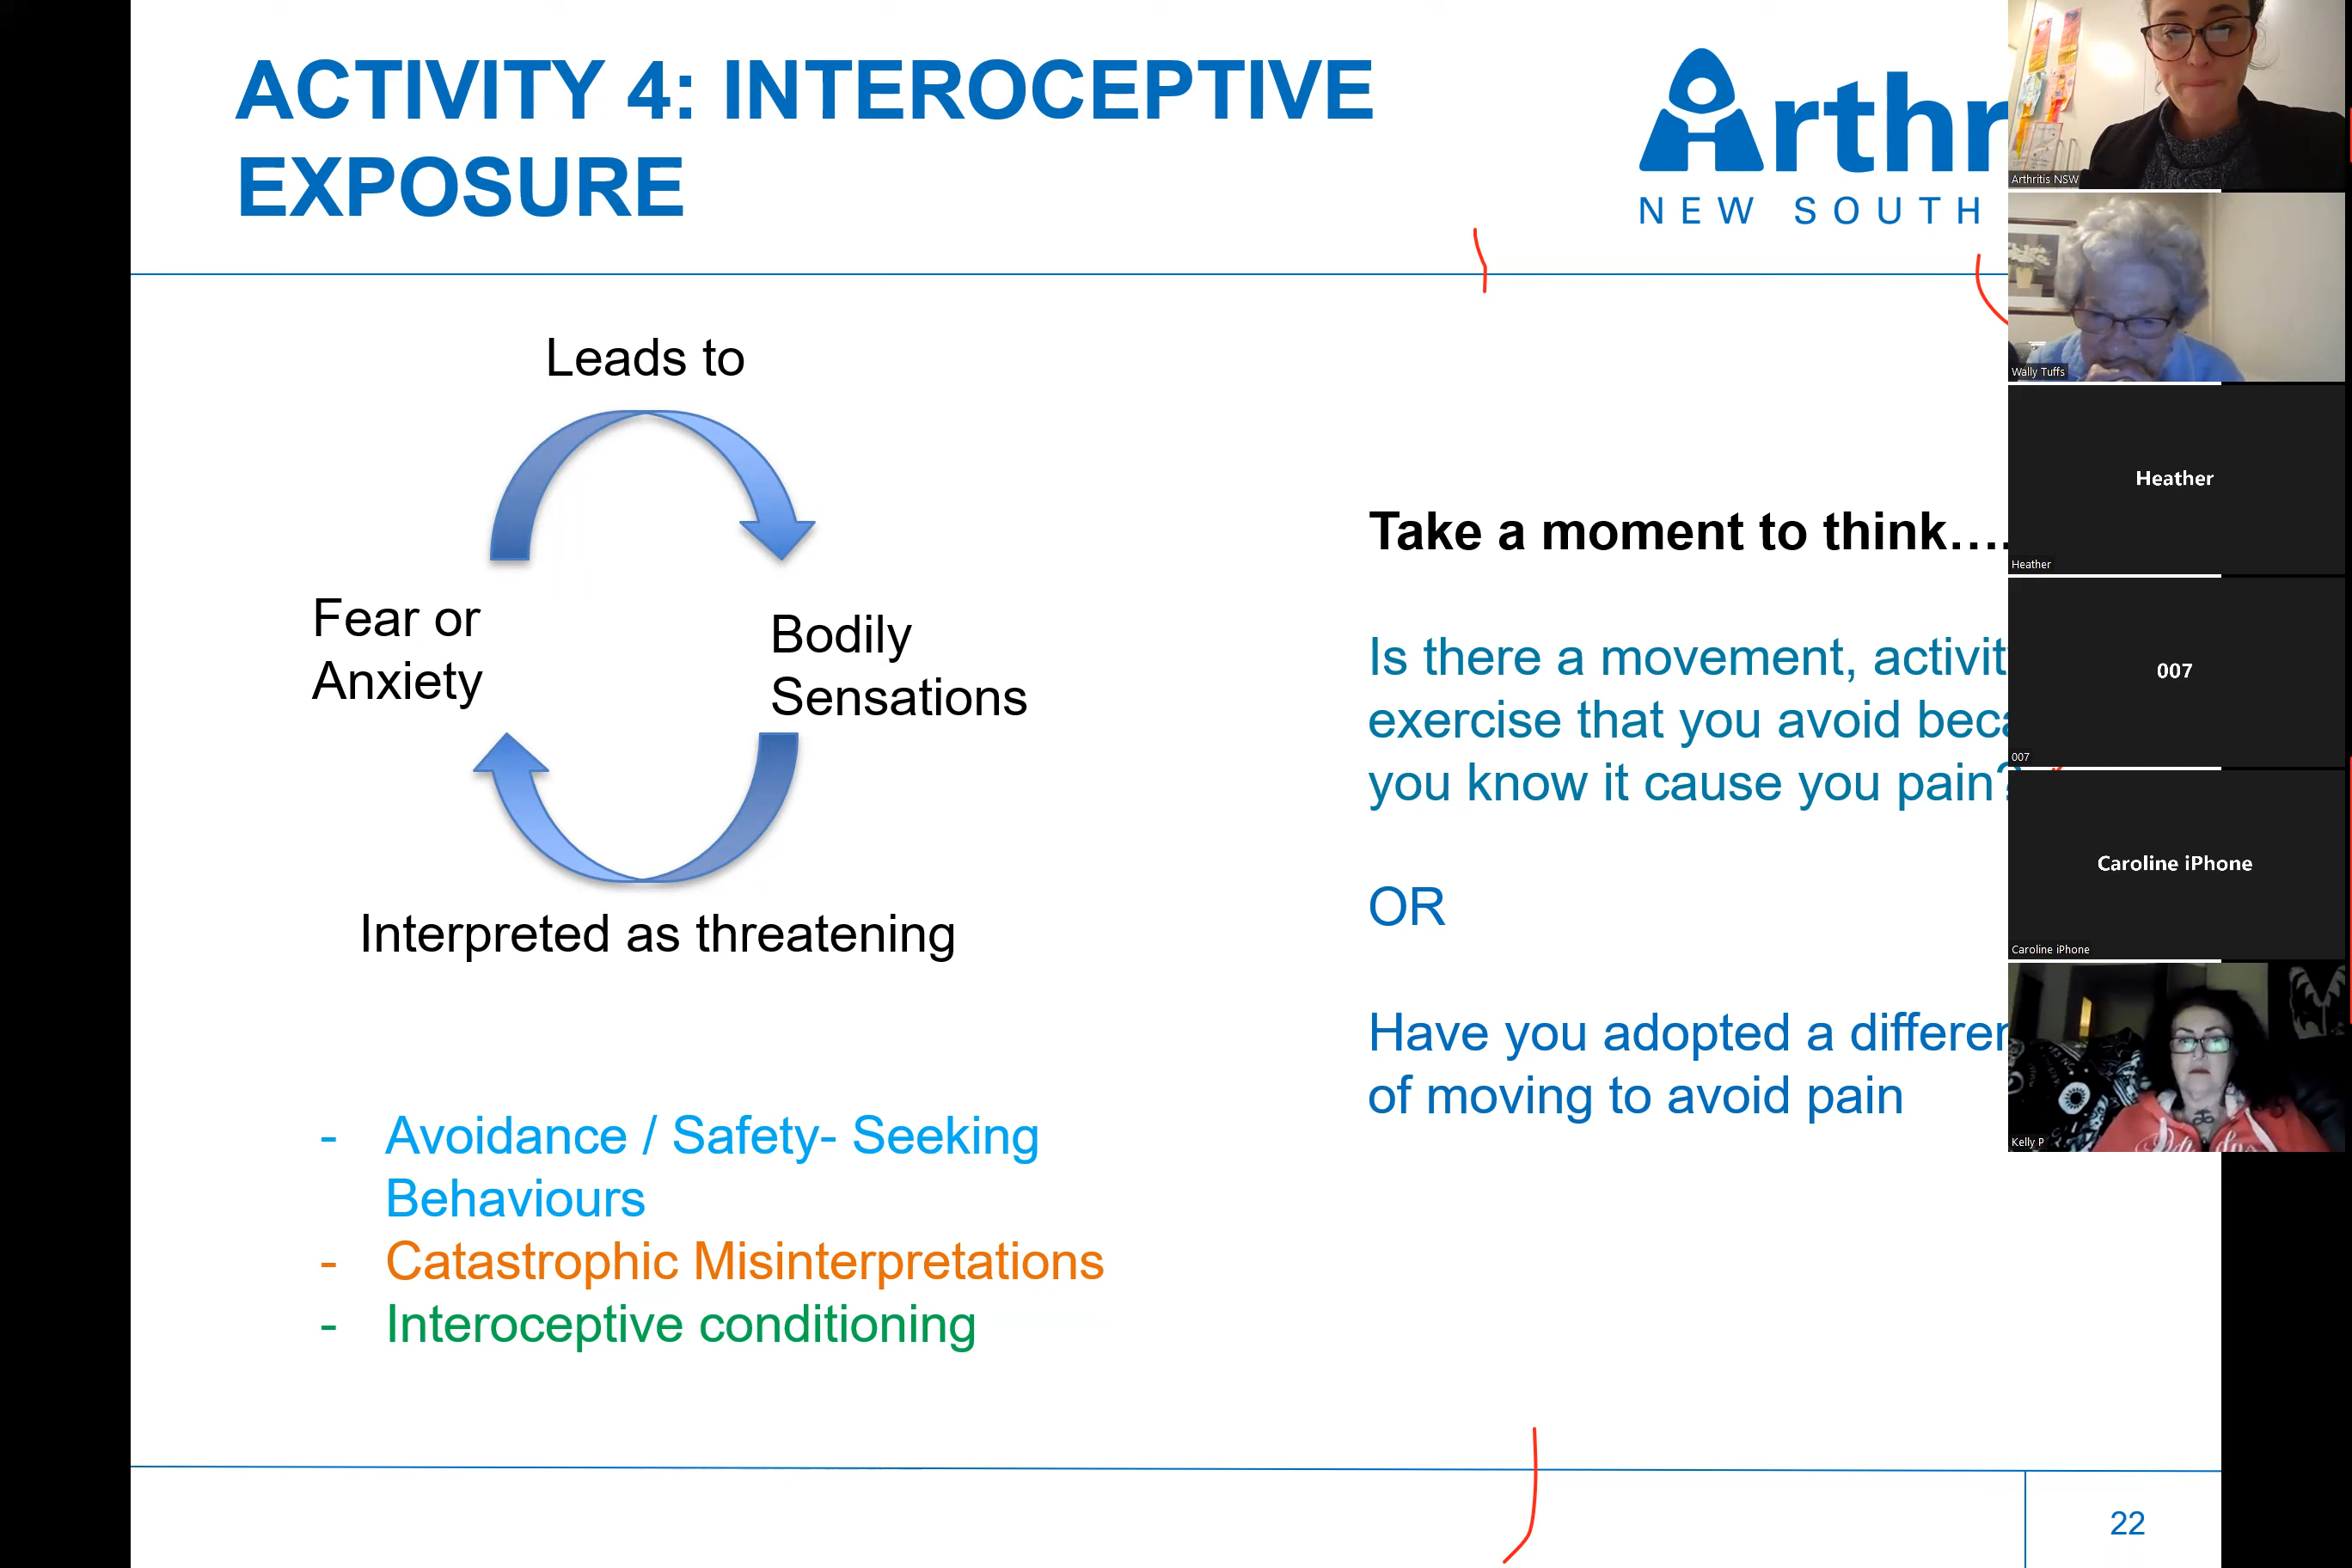 ACTIVITY 4: INTEROCEPTIVE
EXPOSURE
Arthr
NEW SOUTH
Leads to
Fear or
Anxiety
Bodily
Sensations
Interpreted as threatening
- Avoidance / Safety- Seeking
Behaviours
- Catastrophic Misinterpretations
- Interoceptive conditioning
Take a moment to think....
Is there a movement, activit
exercise that you avoid beca
you know it cause you pain?
OR
Have you adopted a differen
of moving to avoid pain
22
Arthritis NSW
Wally Tuffs
Heather
Heather
007
007
Caroline iPhone
Caroline iPhone
Kelly P